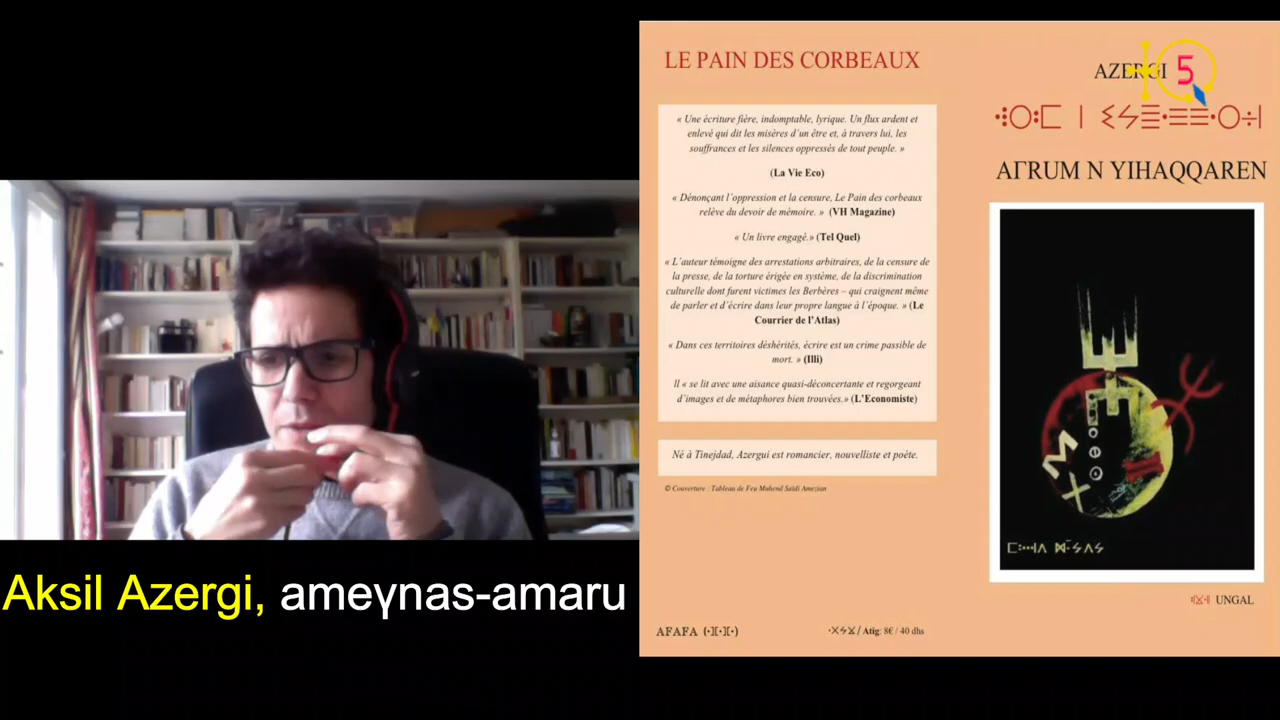 LE PAIN DES CORBEAUX
« Une écriture fière, indomptable, lyrique. Un flux ardent et
enlevé qui dit les misères d'un être et, à travers lui, les
souffrances et les silences oppressés de tout peuple. »
(La Vie Eco)
« Dénonçant l'oppression et la censure, Le Pain des corbeaux
relève du devoir de mémoire. » (VH Magazine)
« Un livre engagé.» (Tel Quel)
« L'auteur témoigne des arrestations arbitraires, de la censure de
la presse, de la torture érigée en système, de la discrimination
culturelle dont furent victimes les Berbères – qui craignent même
de parler et d'écrire dans leur propre langue à l'époque. » (Le
Courrier de l'Atlas)
« Dans ces territoires déshérités, écrire est un crime passible de
mort. » (Illi)
Il « se lit avec une aisance quasi-déconcertante et regorgeant
d'images et de métaphores bien trouvées.» (L'Economiste)
Né à Tinejdad, Azergui est romancier, nouvelliste et poète.
© Couverture : Tableau de Feu Muhend Saïdi Amezian
AFAFA
/ Atig: 8€ / 40 dhs
AZERGI
5
AΓRUM N YIHAQQAREN
UNGAL
Aksil Azergi, ameγnas-amaru